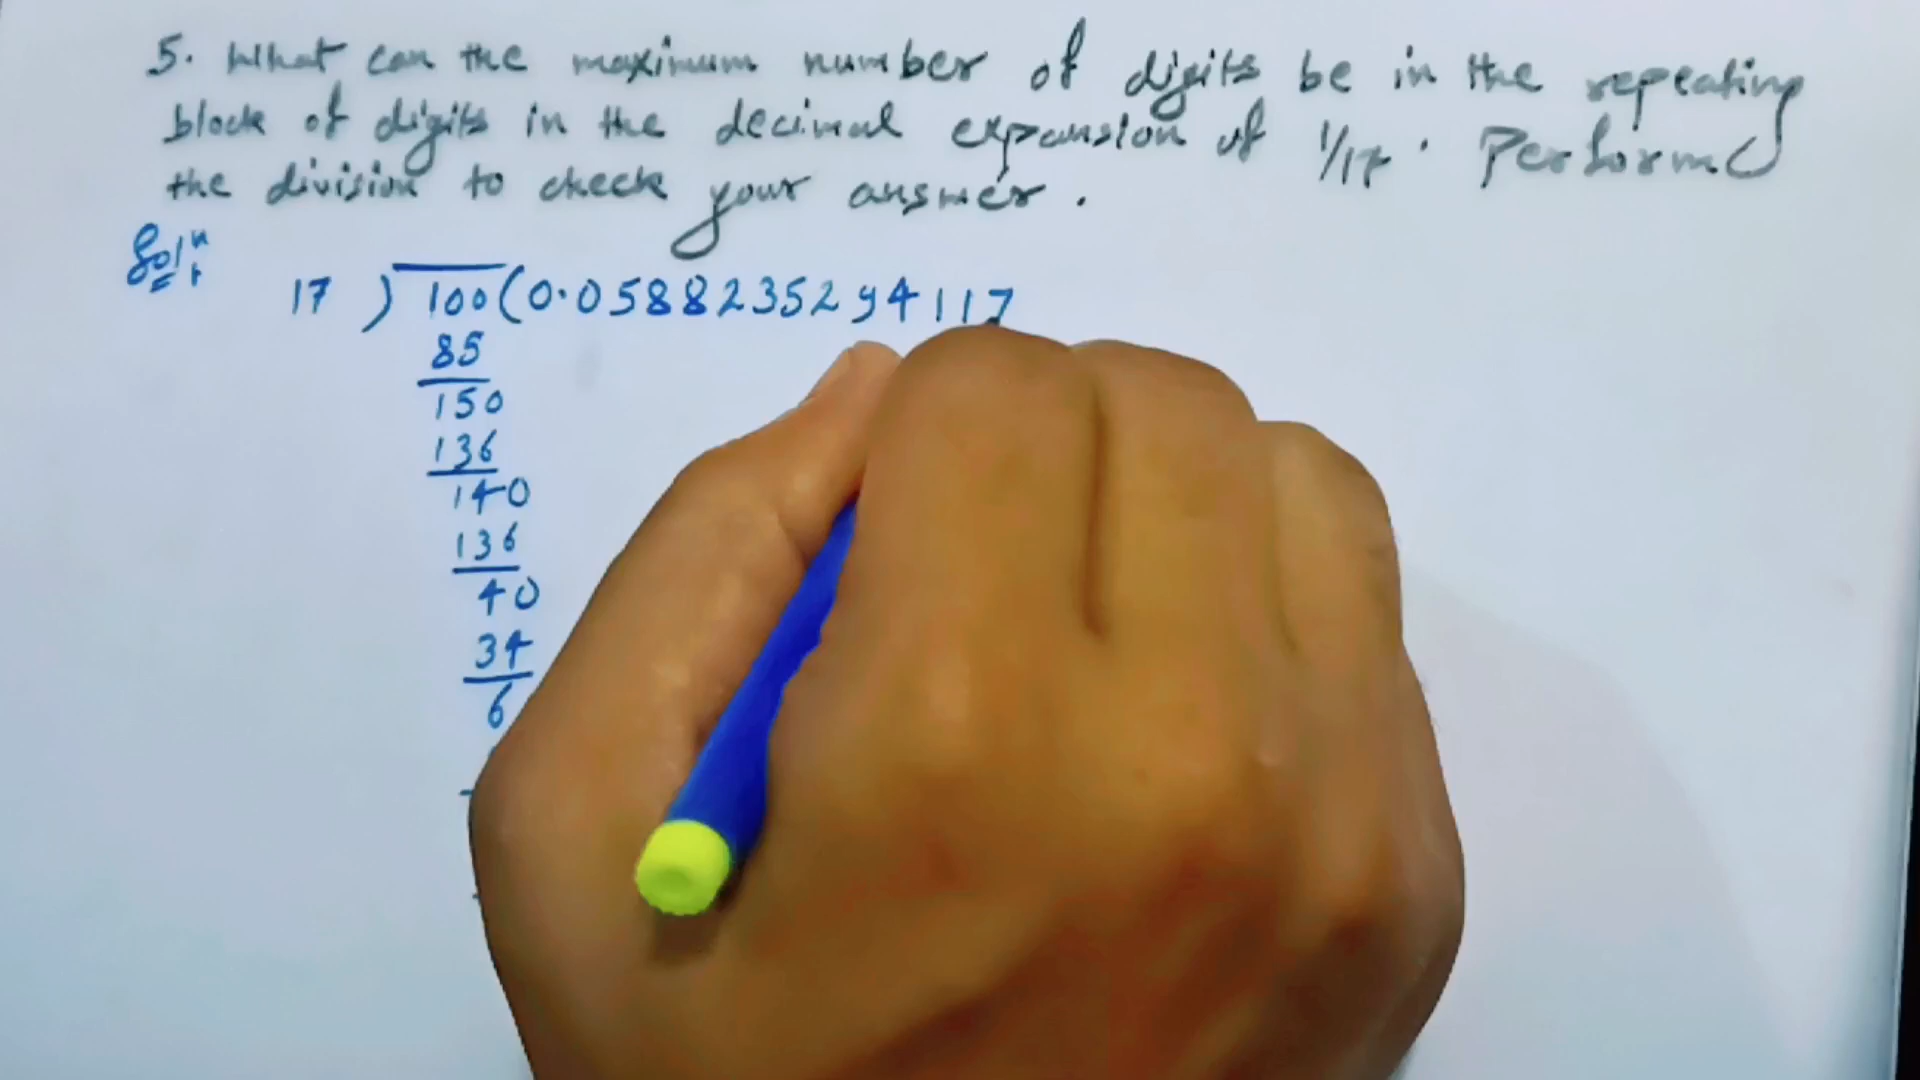 5. What can the maximum number of digits be in the repeating
block of digits in the decimal expansion of 1/17. Perform
the division to check your answer.
Solⁿ
17 ) 100 ( 0.0588235294117
85
150
136
140
136
40
34
6